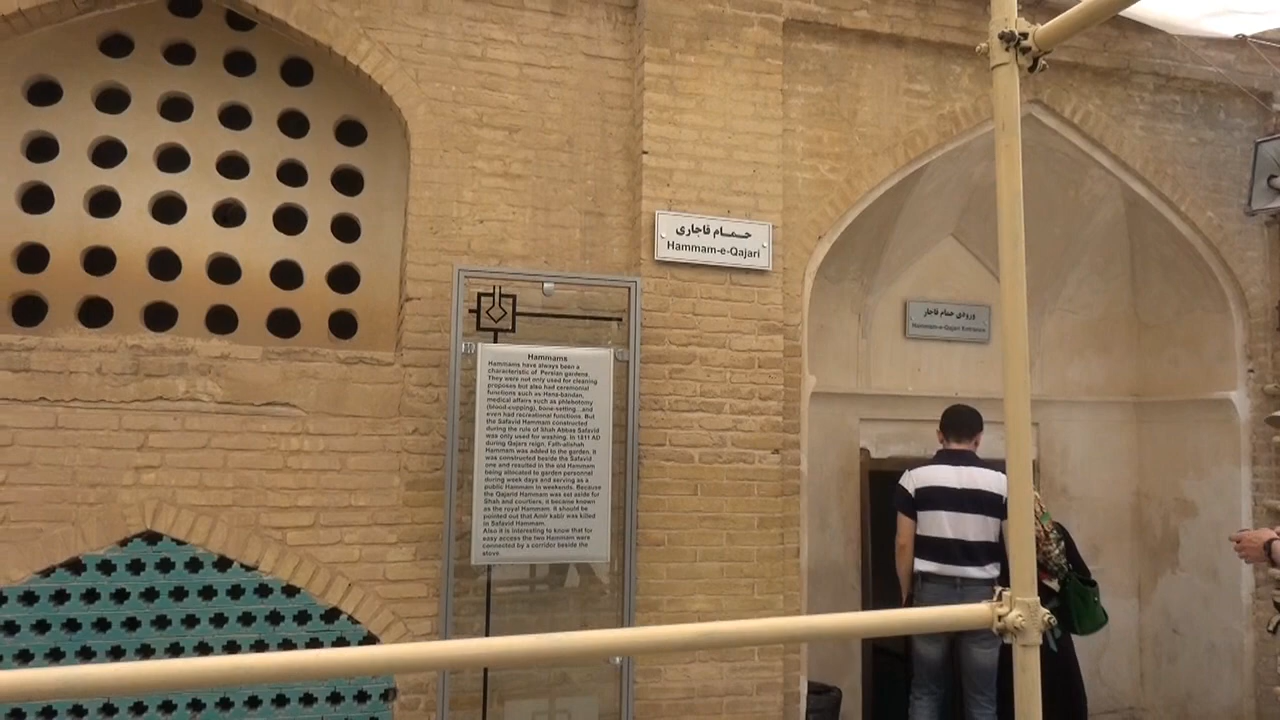 حمام قاجاری
Hammam-e-Qajari
ورودی حمام قاجار
Hammam-e-Qajari Entrance
Hammams
Hammams have always been a
characteristic of Persian gardens.
They were not only used for cleaning
proposes but also had ceremonial
functions such as Hana-bandan,
medical affairs such as phlebotomy
(blood-cupping), bone-setting...and
even had recreational functions. But
the Safavid Hammam constructed
during the rule of Shah Abbas Safavid
was only used for washing. In 1811 AD
during Qajars reign, Fath-alishah
Hammam was added to the garden. It
was constructed beside the Safavid
one and resulted in the old Hammam
being allocated to garden personnel
during week days and serving as a
public Hammam in weekends. Because
the Qajarid Hammam was set aside for
Shah and courtiers, it became known
as the royal Hammam. It should be
pointed out that Amir kabir was killed
in Safavid Hammam.
Also it is interesting to know that for
easy access the two Hammam were
connected by a corridor beside the
stove.